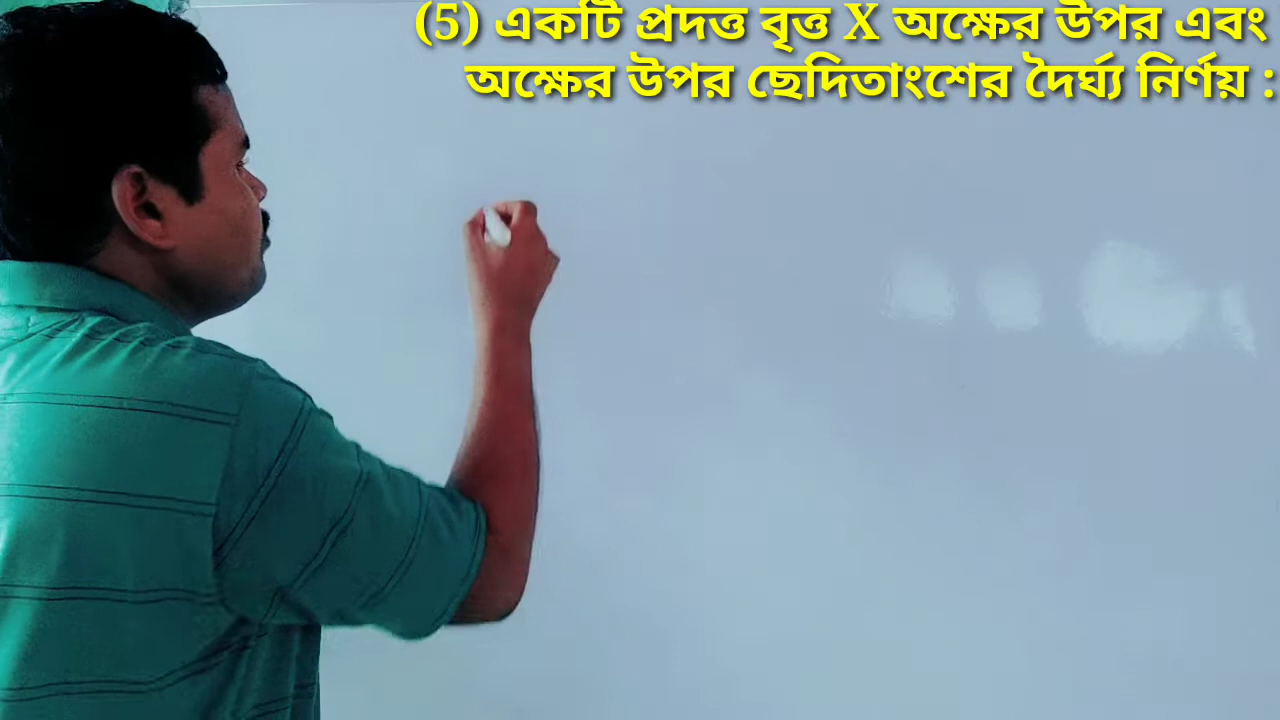 (5) একটি প্রদত্ত বৃত্ত X অক্ষের উপর এবং
অক্ষের উপর ছেদিতাংশের দৈর্ঘ্য নির্ণয় :